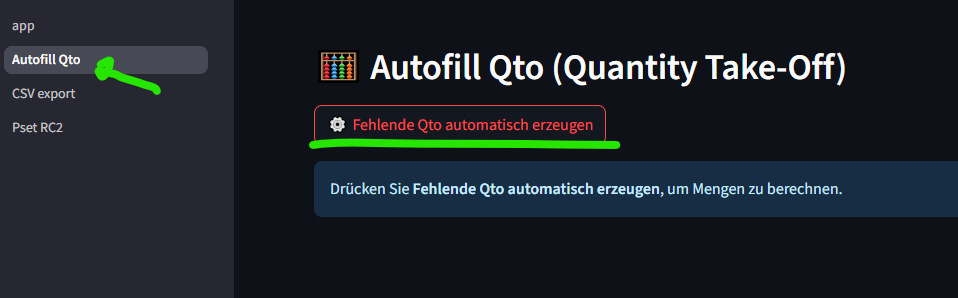 app
Autofill Qto
CSV export
Pset RC2
Autofill Qto (Quantity Take-Off)
Fehlende Qto automatisch erzeugen
Drücken Sie Fehlende Qto automatisch erzeugen, um Mengen zu berechnen.